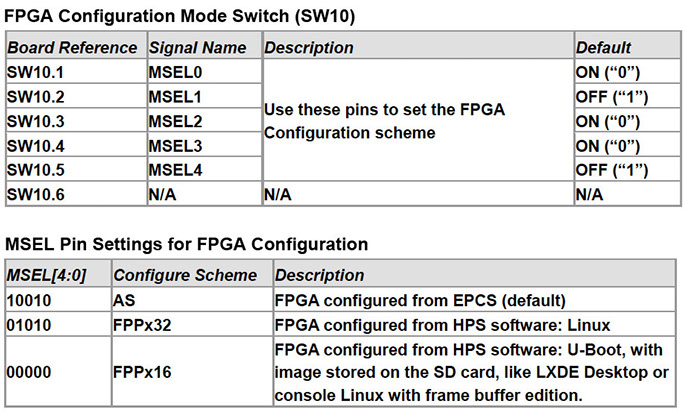 FPGA Configuration Mode Switch (SW10)
Board Reference Signal Name Description Default
SW10.1 MSEL0 ON (“0”)
SW10.2 MSEL1 OFF (“1”)
Use these pins to set the FPGA
SW10.3 MSEL2 ON (“0”)
Configuration scheme
SW10.4 MSEL3 ON (“0”)
SW10.5 MSEL4 OFF (“1”)
SW10.6 N/A N/A N/A
MSEL Pin Settings for FPGA Configuration
MSEL[4:0] Configure Scheme Description
10010 AS FPGA configured from EPCS (default)
01010 FPPx32 FPGA configured from HPS software: Linux
00000 FPPx16 FPGA configured from HPS software: U-Boot, with
image stored on the SD card, like LXDE Desktop or
console Linux with frame buffer edition.